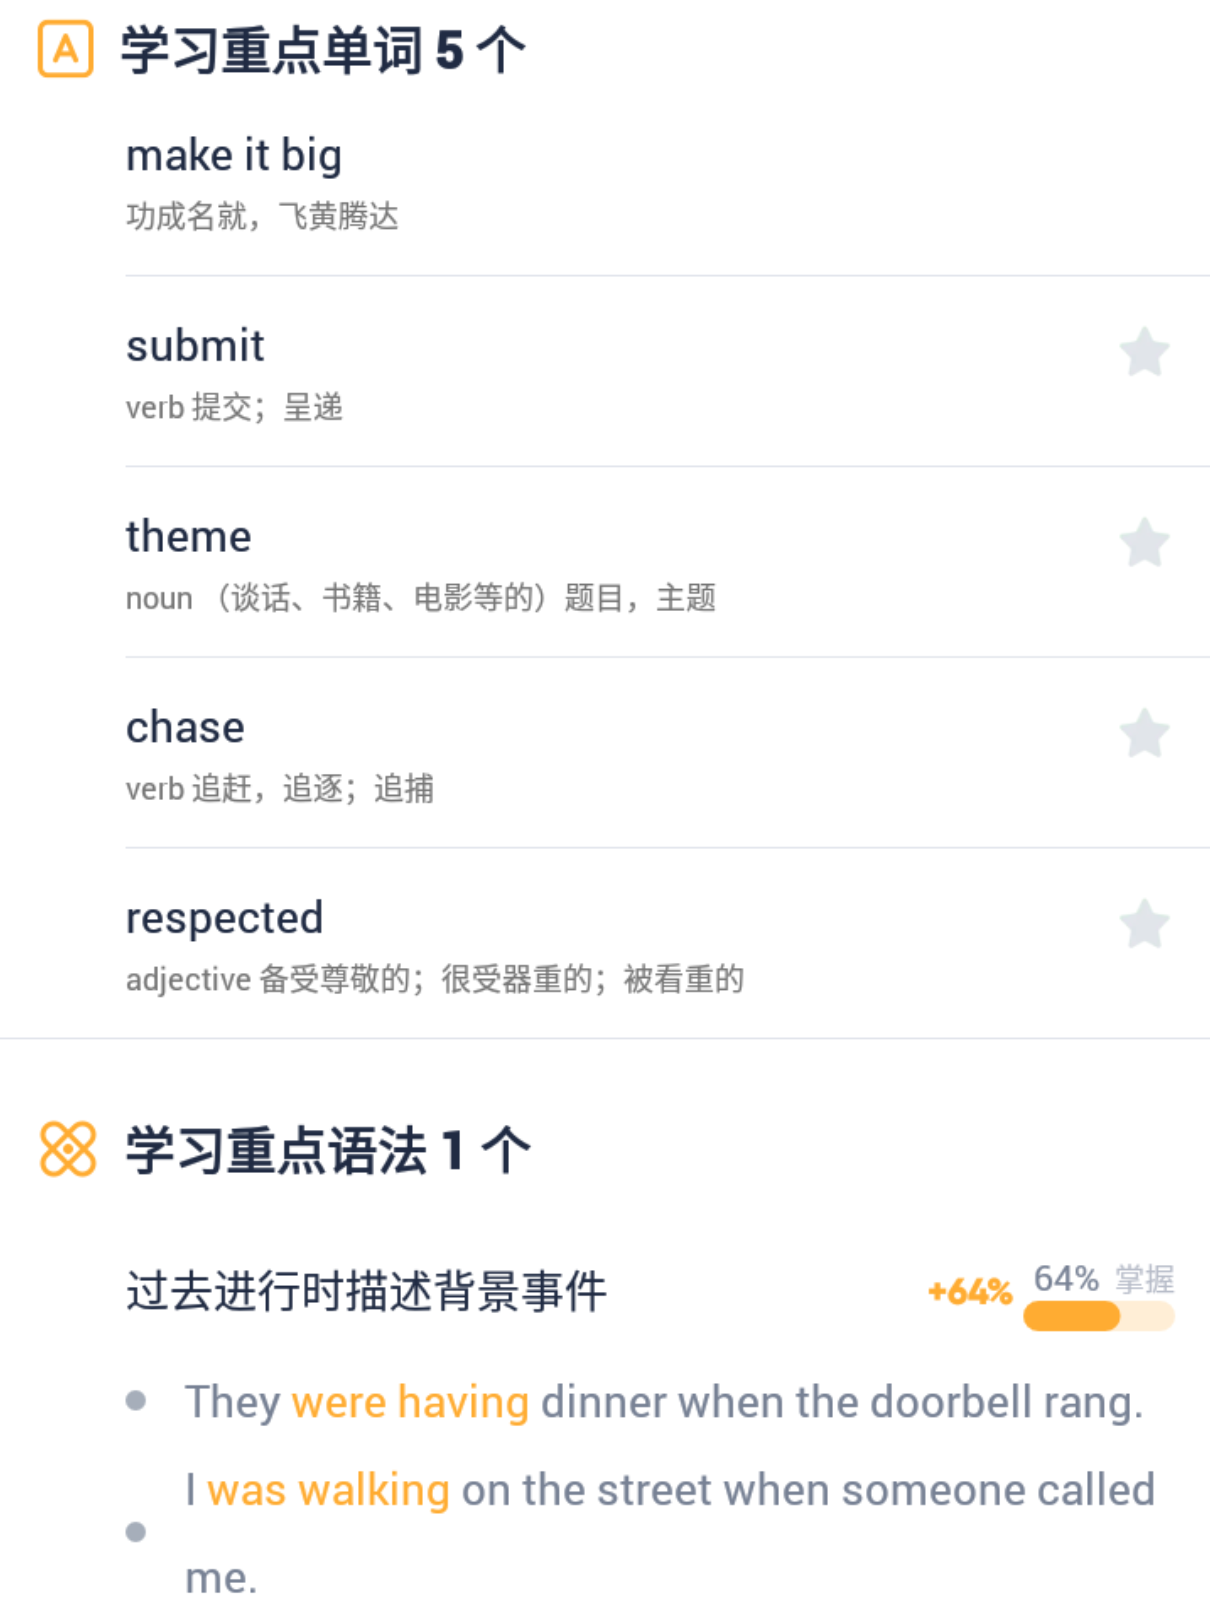 A 学习重点单词 5 个
make it big
功成名就，飞黄腾达
submit
verb 提交；呈递
theme
noun （谈话、书籍、电影等的）题目，主题
chase
verb 追赶，追逐；追捕
respected
adjective 备受尊敬的；很受器重的；被看重的
学习重点语法 1 个
过去进行时描述背景事件 +64% 64% 掌握
They were having dinner when the doorbell rang.
I was walking on the street when someone called
me.